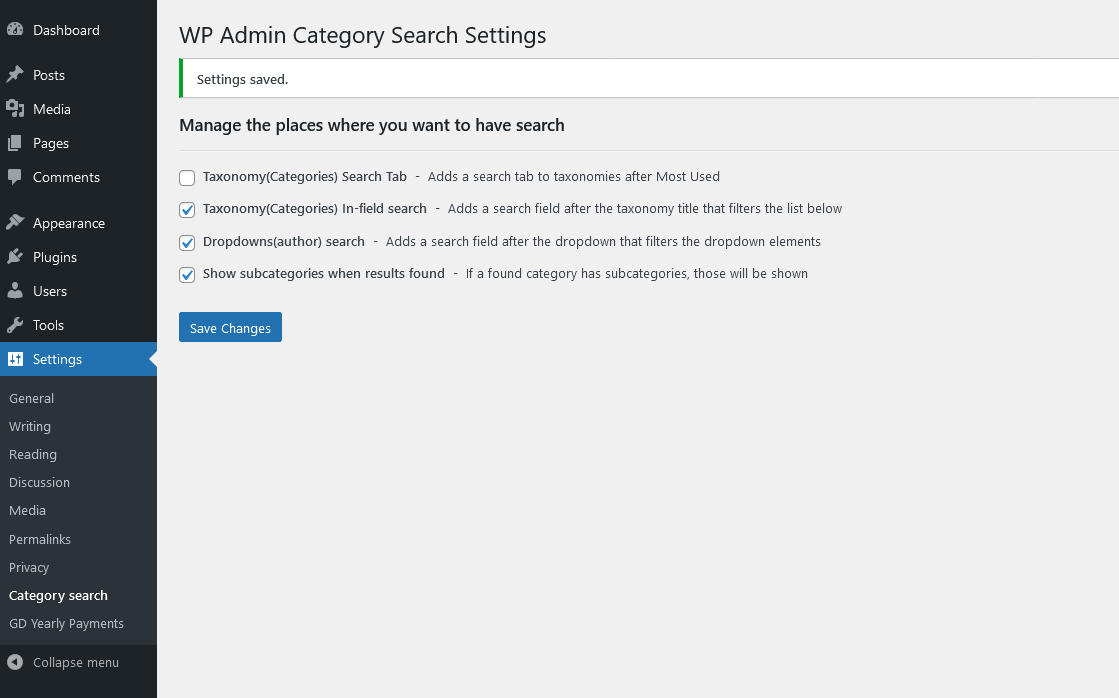 Dashboard
Posts
Media
Pages
Comments
Appearance
Plugins
Users
Tools
Settings
General
Writing
Reading
Discussion
Media
Permalinks
Privacy
Category search
GD Yearly Payments
Collapse menu
WP Admin Category Search Settings
Settings saved.
Manage the places where you want to have search
Taxonomy(Categories) Search Tab - Adds a search tab to taxonomies after Most Used
Taxonomy(Categories) In-field search - Adds a search field after the taxonomy title that filters the list below
Dropdowns(author) search - Adds a search field after the dropdown that filters the dropdown elements
Show subcategories when results found - If a found category has subcategories, those will be shown
Save Changes